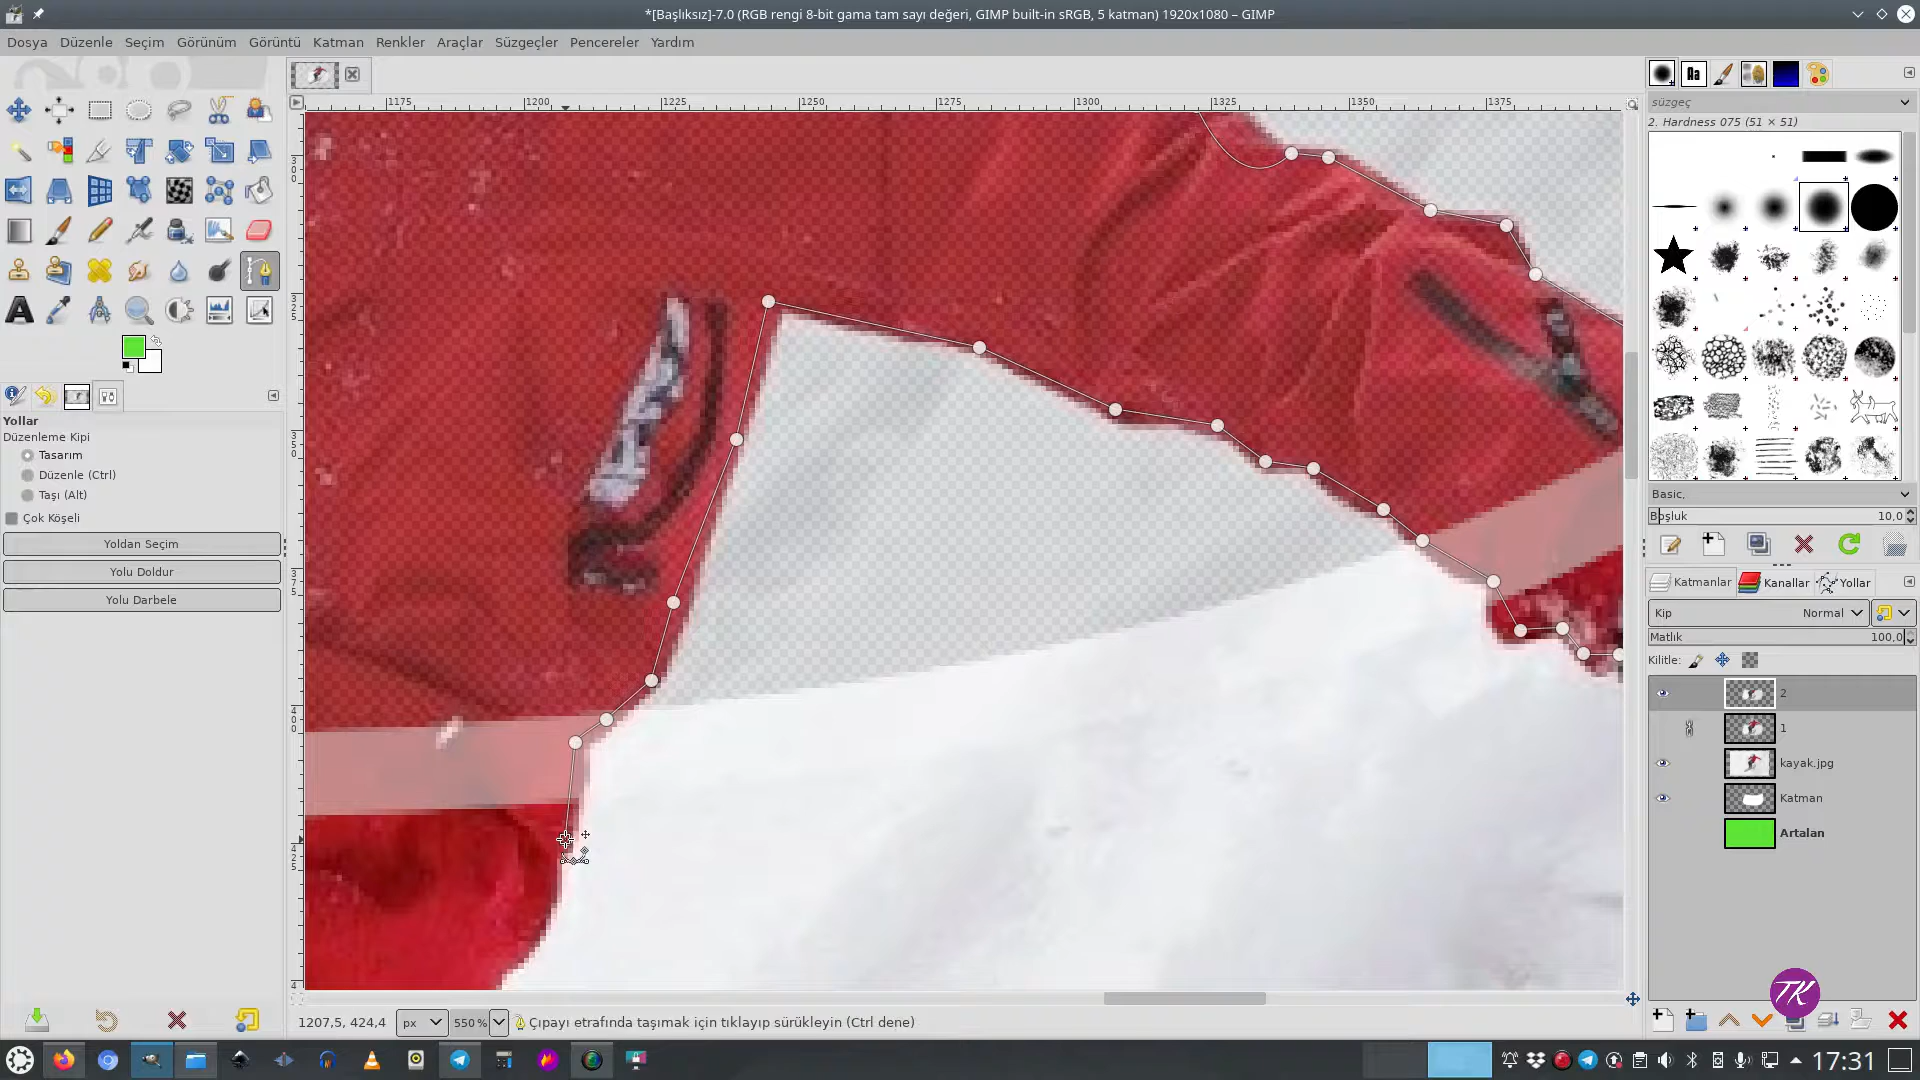 *[Başlıksız]-7.0 (RGB rengi 8-bit gama tam sayı değeri, GIMP built-in sRGB, 5 katman) 1920x1080 – GIMP
Dosya Düzenle Seçim Görünüm Görüntü Katman Renkler Araçlar Süzgeçler Pencereler Yardım
1175 1200 1225 1250 1275 1300 1325 1350 1375
süzgeç
2. Hardness 075 (51 × 51)
Yollar
Düzenleme Kipi
Tasarım
Düzenle (Ctrl)
Taşı (Alt)
Çok Köşeli
Yoldan Seçim
Yolu Doldur
Yolu Darbele
Basic,
Boşluk 10,0
Katmanlar Kanallar Yollar
Kip Normal
Matlık 100,0
Kilitle:
2
1
kayak.jpg
Katman
Artalan
TK
1207,5, 424,4 px 550 % Çıpayı etrafında taşımak için tıklayıp sürükleyin (Ctrl dene)
17:31